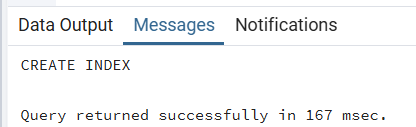 Data Output Messages Notifications
CREATE INDEX
Query returned successfully in 167 msec.